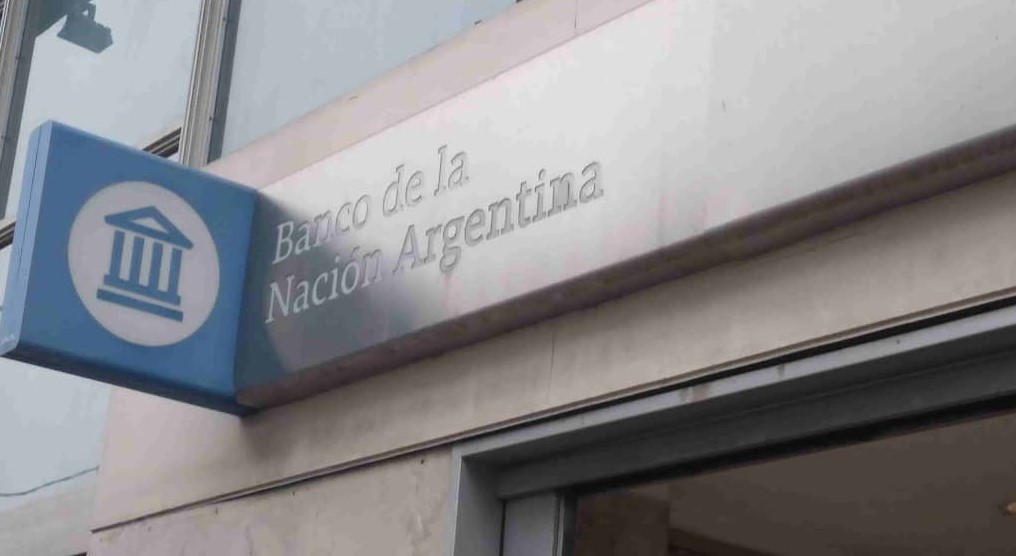 Banco de la
Nación Argentina